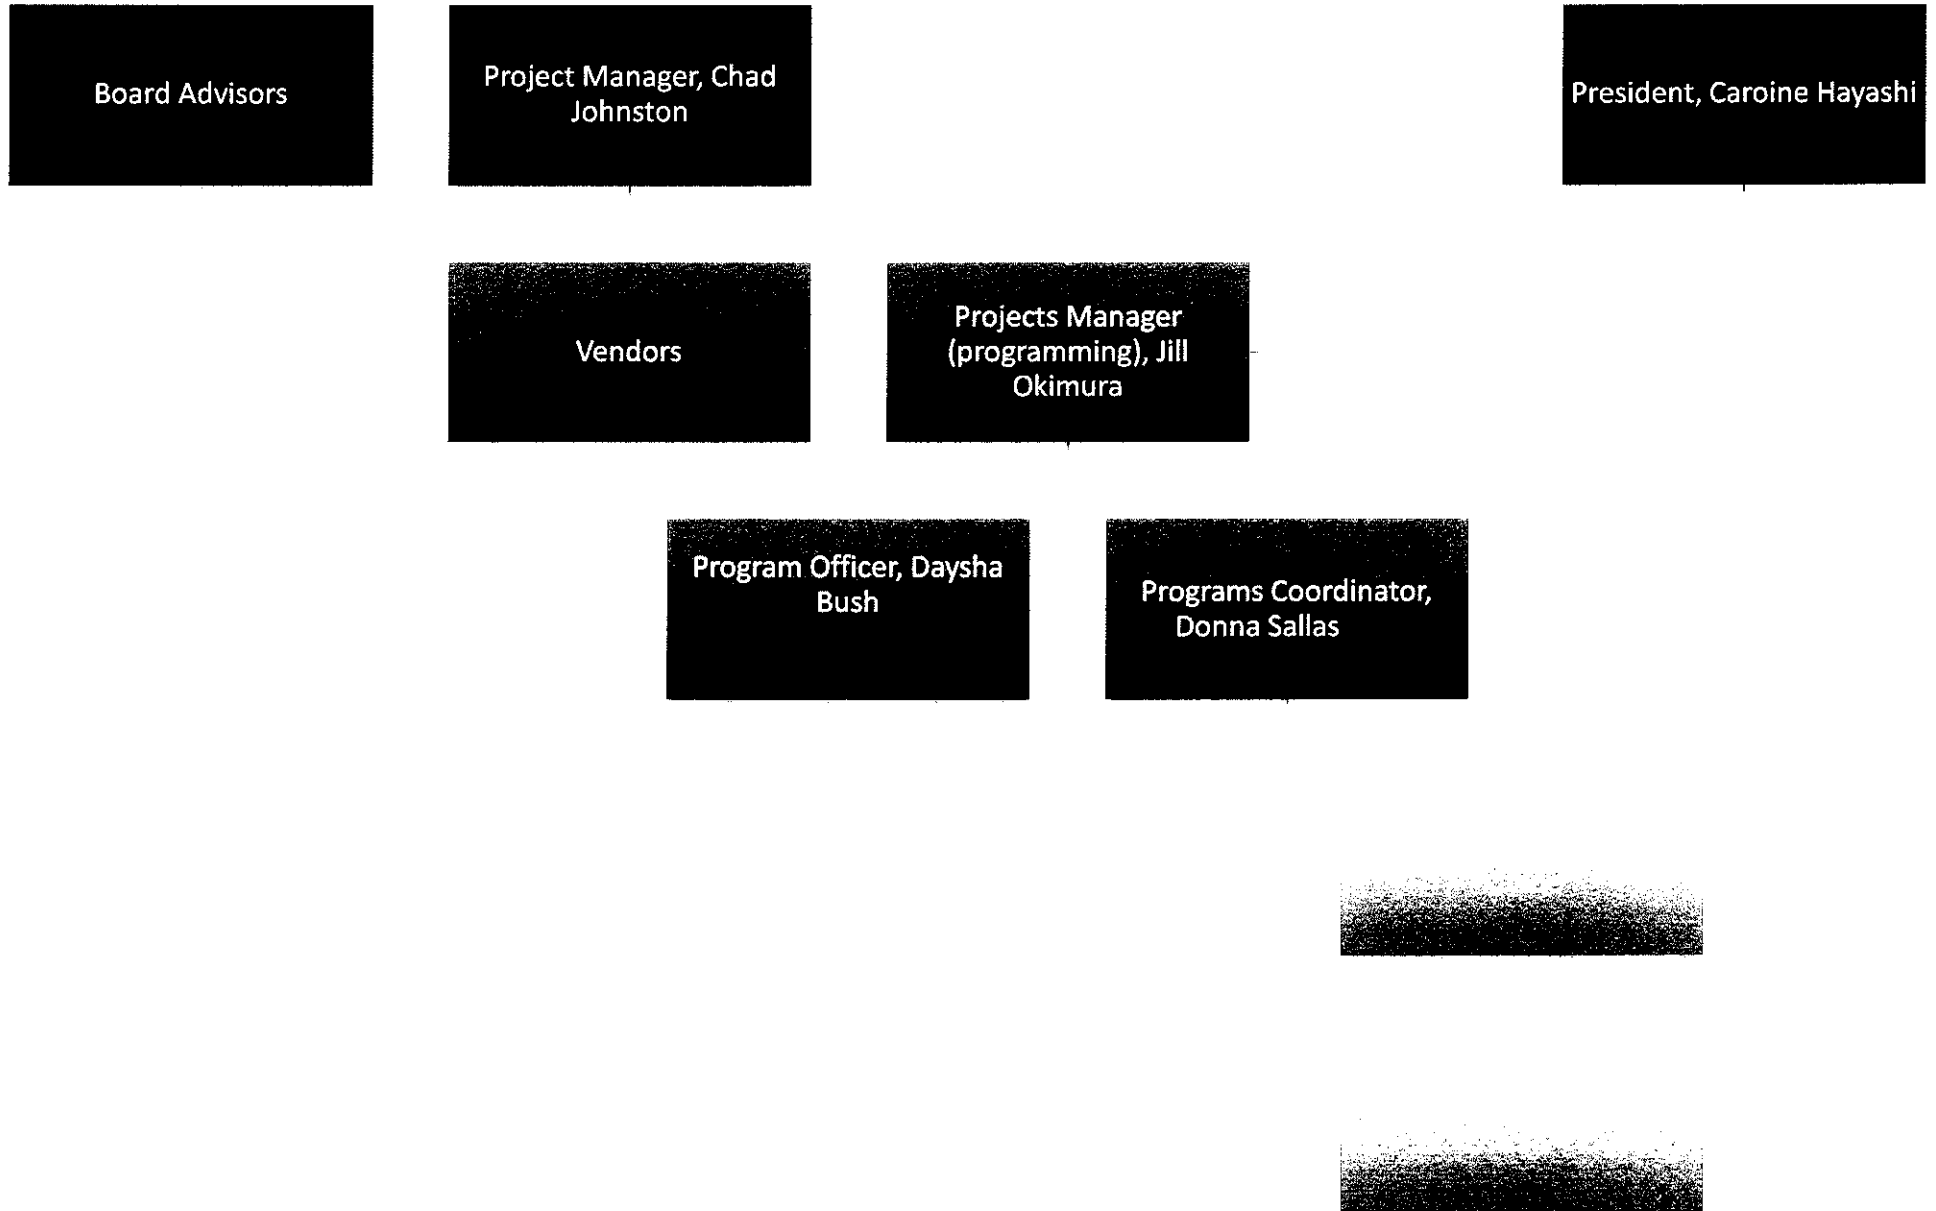 Board Advisors
Project Manager, Chad
Johnston
President, Caroine Hayashi
Vendors
Projects Manager
(programming), Jill
Okimura
Program Officer, Daysha
Bush
Programs Coordinator,
Donna Sallas